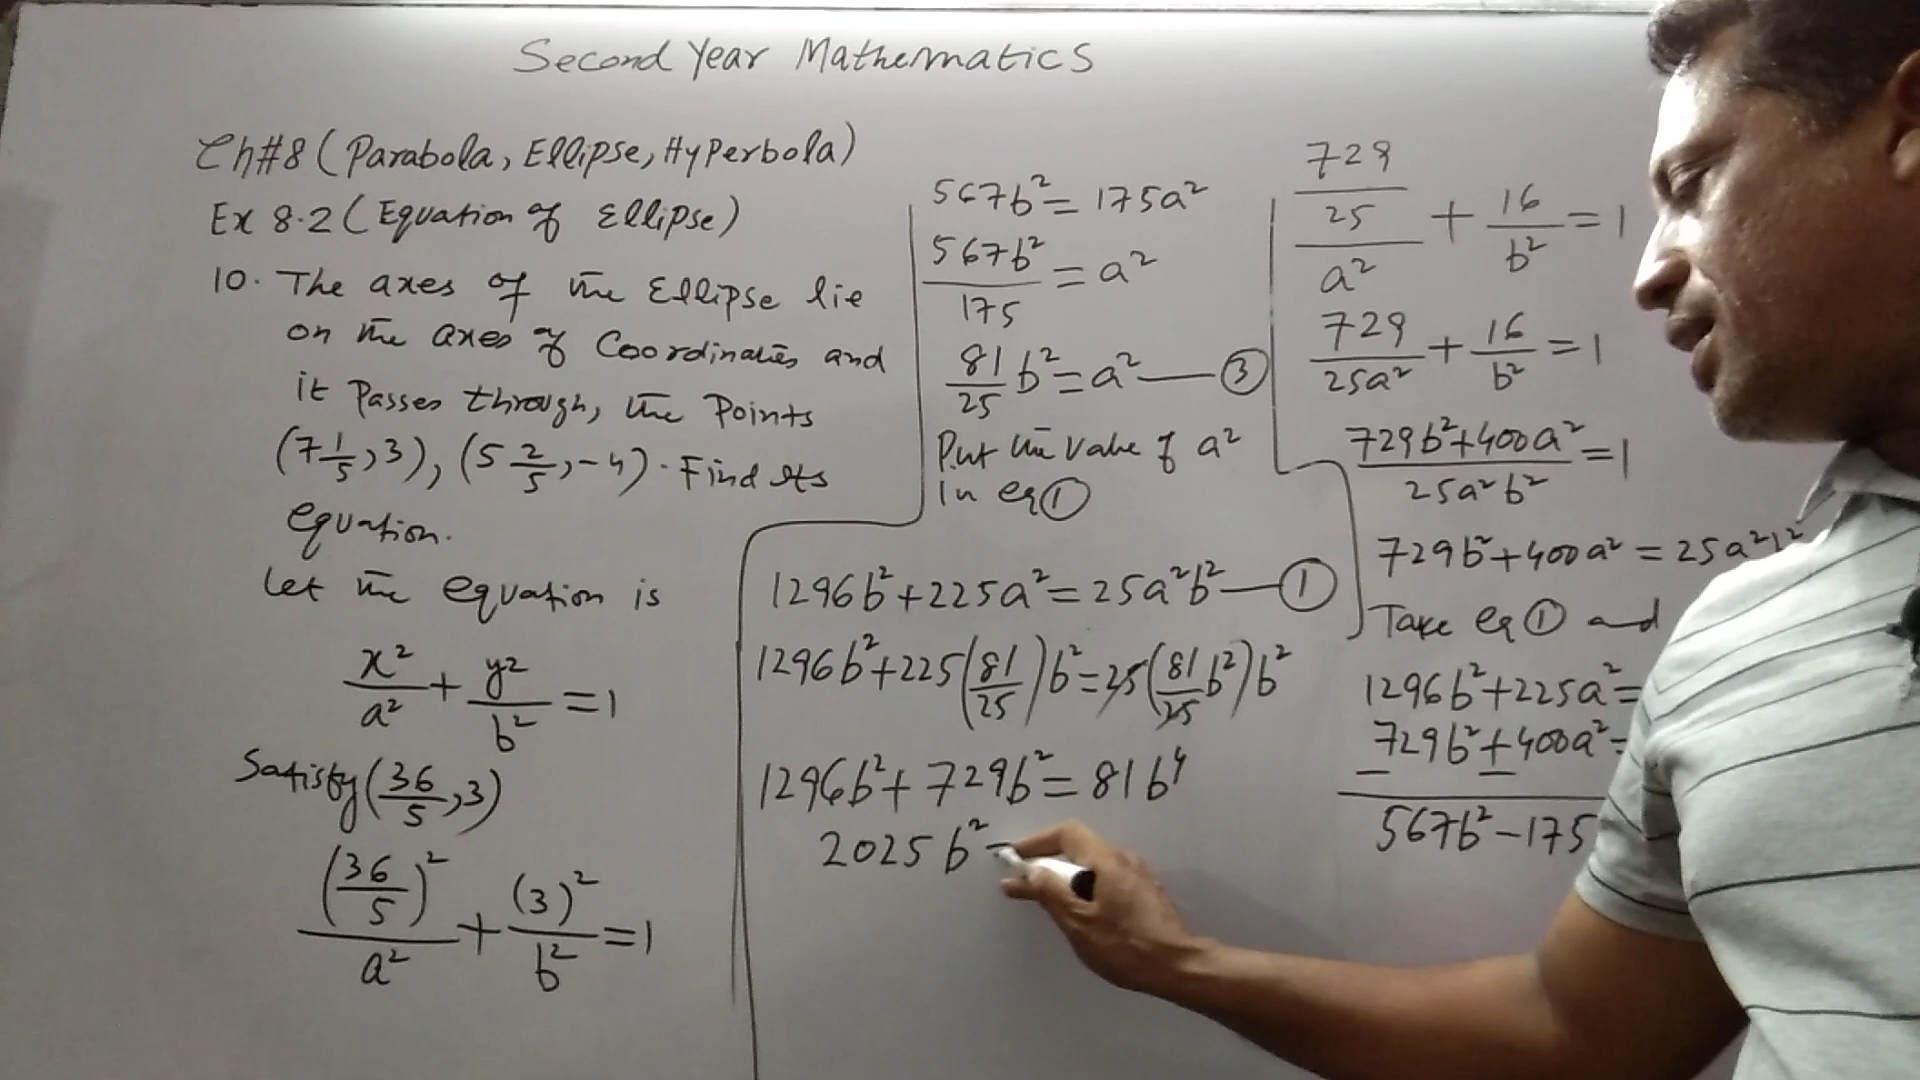 Second Year Mathematics
Ch#8 (Parabola, Ellipse, Hyperbola)
Ex 8.2 (Equation of Ellipse)
10. The axes of the Ellipse lie
on the axes of Coordinates and
it Passes through, the Points
(7 1/5, 3), (5 2/5, -4). Find its
equation.
Let the equation is
x²/a² + y²/b² = 1
Satisfy (36/5, 3)
(36/5)²/a² + (3)²/b² = 1
567b² = 175a²
567b²/175 = a²
81/25 b² = a² — ③
Put the value of a²
in eq ①
1296b² + 225a² = 25a²b² — ①
1296b² + 225(81/25)b² = 25(81/25 b²)b²
1296b² + 729b² = 81b⁴
2025b² =
729/25/a² + 16/b² = 1
729/25a² + 16/b² = 1
729b² + 400a²/25a²b² = 1
729b² + 400a² = 25a²b²
Take eq ① and
1296b² + 225a² =
729b² + 400a² =
567b² - 175